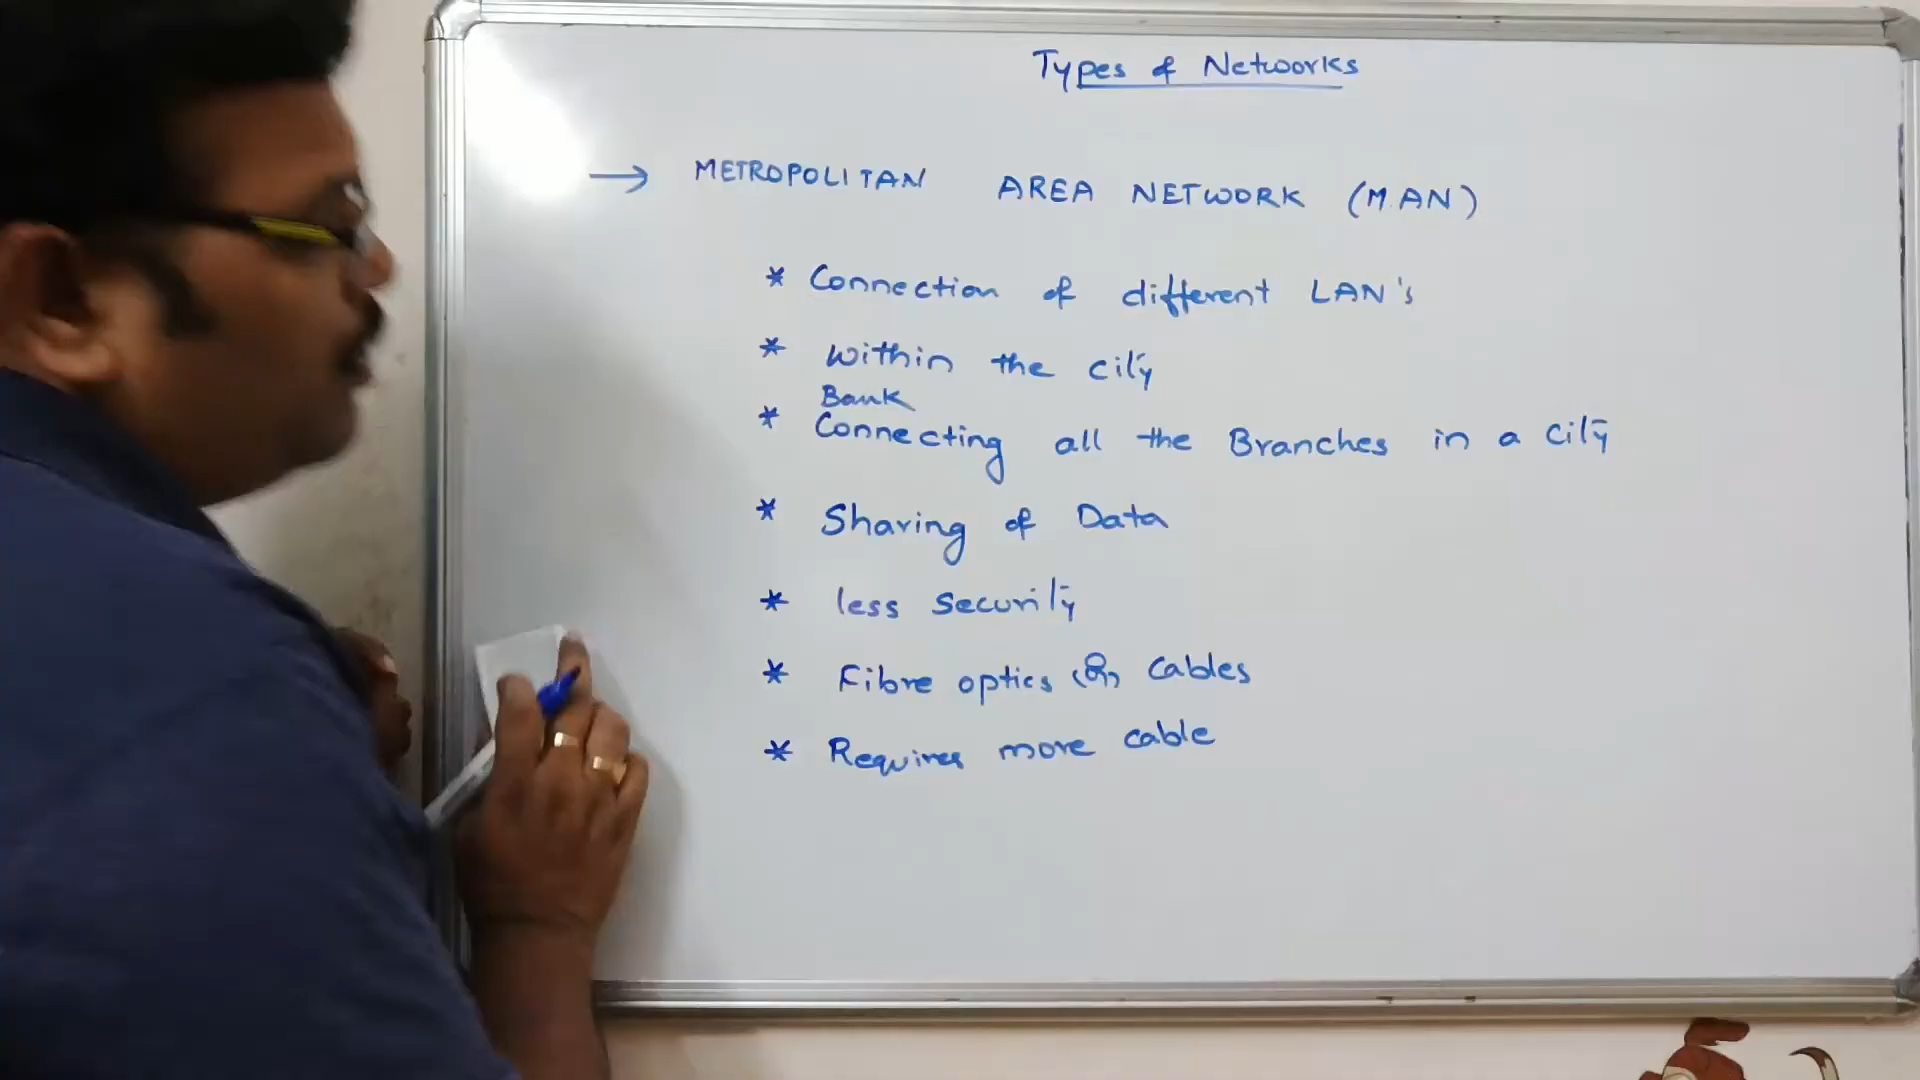 Types of Networks
→ METROPOLITAN AREA NETWORK (MAN)
* Connection of different LAN's
* within the city
Bank
* Connecting all the Branches in a city
* Sharing of Data
* less security
* Fibre optics (or) cables
* Requires more cable